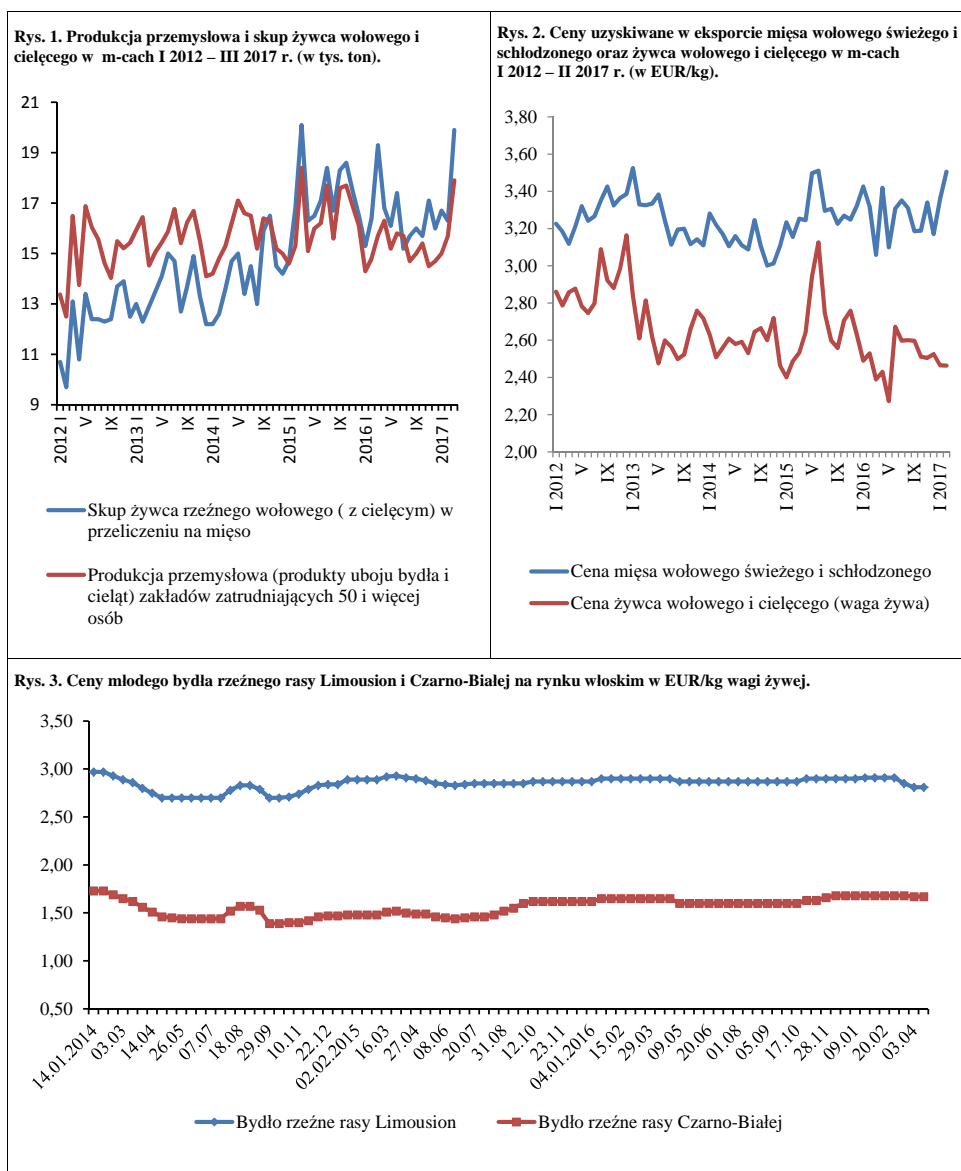 Rys. 1. Produkcja przemysłowa i skup żywca wołowego i
cielęcego w m-cach I 2012 – III 2017 r. (w tys. ton).
21
19
17
15
13
11
9
2012 I
V
IX
2013 I
V
IX
2014 I
V
IX
2015 I
V
IX
2016 I
V
IX
2017 I
Skup żywca rzeźnego wołowego ( z cielęcym) w
przeliczeniu na mięso
Produkcja przemysłowa (produkty uboju bydła i
cieląt) zakładów zatrudniających 50 i więcej
osób
Rys. 2. Ceny uzyskiwane w eksporcie mięsa wołowego świeżego i
schłodzonego oraz żywca wołowego i cielęcego w m-cach
I 2012 – II 2017 r. (w EUR/kg).
3,80
3,60
3,40
3,20
3,00
2,80
2,60
2,40
2,20
2,00
I 2012
V
IX
I 2013
V
IX
I 2014
V
IX
I 2015
V
IX
I 2016
V
IX
I 2017
Cena mięsa wołowego świeżego i schłodzonego
Cena żywca wołowego i cielęcego (waga żywa)
Rys. 3. Ceny młodego bydła rzeźnego rasy Limousion i Czarno-Białej na rynku włoskim w EUR/kg wagi żywej.
3,50
3,00
2,50
2,00
1,50
1,00
0,50
14.01.2014
03.03
14.04
26.05
07.07
18.08
29.09
10.11
22.12
02.02.2015
16.03
27.04
08.06
20.07
31.08
12.10
23.11
04.01.2016
15.02
29.03
09.05
20.06
01.08
05.09
17.10
28.11
09.01
20.02
03.04
Bydło rzeźne rasy Limousion
Bydło rzeźne rasy Czarno-Białej